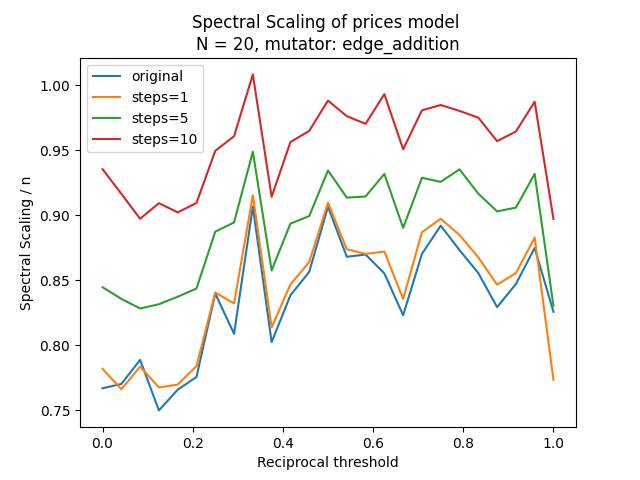 Spectral Scaling of prices model
N = 20, mutator: edge_addition
original
steps=1
steps=5
steps=10
Spectral Scaling / n
1.00
0.95
0.90
0.85
0.80
0.75
0.0 0.2 0.4 0.6 0.8 1.0
Reciprocal threshold